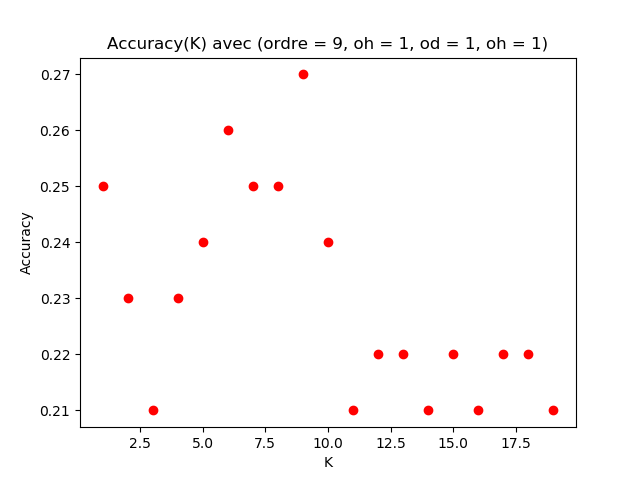 Accuracy(K) avec (ordre = 9, oh = 1, od = 1, oh = 1)
0.27
0.26
0.25
0.24
0.23
0.22
0.21
Accuracy
2.5 5.0 7.5 10.0 12.5 15.0 17.5
K